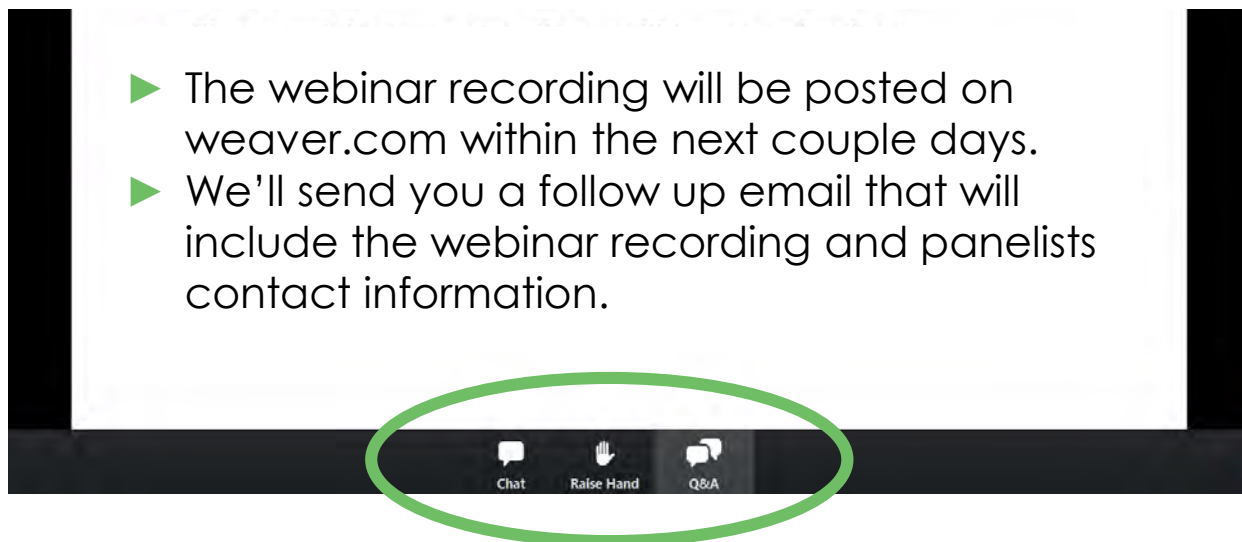 The webinar recording will be posted on
weaver.com within the next couple days.
We’ll send you a follow up email that will
include the webinar recording and panelists
contact information.
Chat
Raise Hand
Q&A